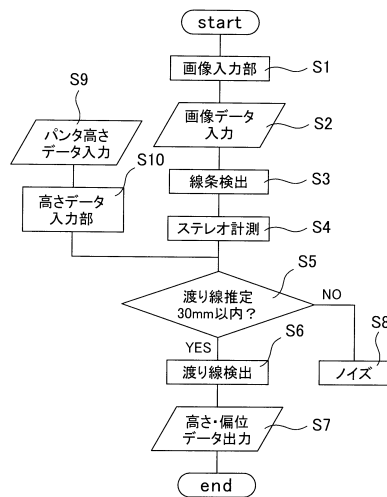 start
画像入力部
S1
S9
パンタ高さ
データ入力
画像データ
入力
S2
S10
高さデータ
入力部
線条検出
S3
ステレオ計測
S4
渡り線推定
30mm以内?
S5
NO
YES
S6
S8
渡り線検出
ノイズ
高さ・偏位
データ出力
S7
end